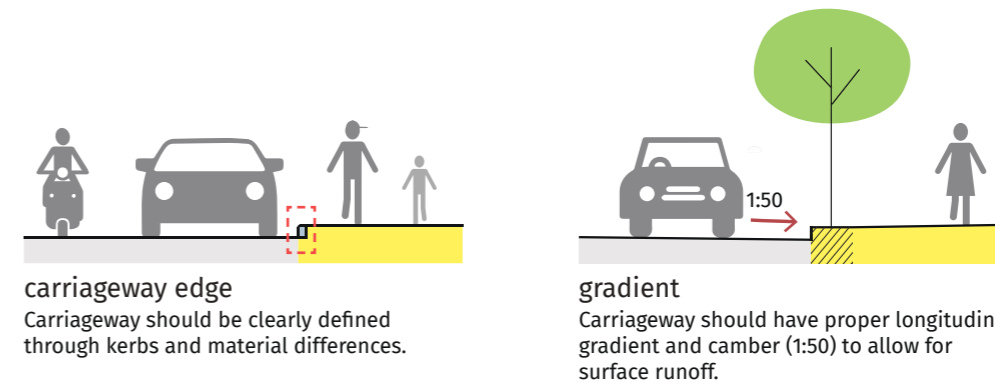 1:50
carriageway edge
Carriageway should be clearly defined
through kerbs and material differences.
gradient
Carriageway should have proper longitudin
gradient and camber (1:50) to allow for
surface runoff.